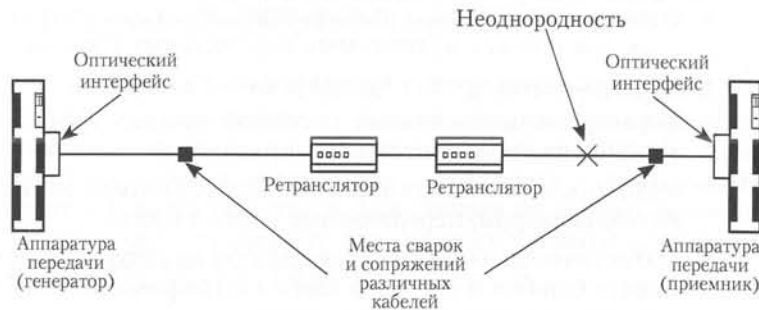 Неоднородность
Оптический
интерфейс
Оптический
интерфейс
Ретранслятор
Ретранслятор
Аппаратура
передачи
(генератор)
Места сварок
и сопряжений
различных
кабелей
Аппаратура
передачи
(приемник)